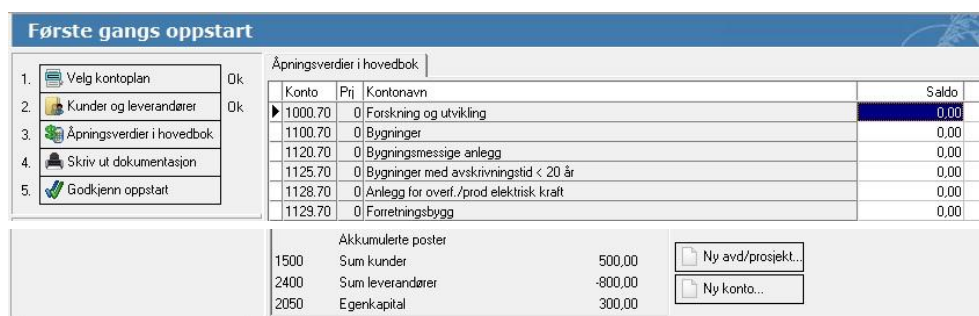 Første gangs oppstart
1. Velg kontoplan Ok
2. Kunder og leverandører Ok
3. Åpningsverdier i hovedbok
4. Skriv ut dokumentasjon
5. Godkjenn oppstart
Åpningsverdier i hovedbok
Konto Prj Kontonavn Saldo
1000.70 0 Forskning og utvikling 0,00
1100.70 0 Bygninger 0,00
1120.70 0 Bygningsmessige anlegg 0,00
1125.70 0 Bygninger med avskrivningstid < 20 år 0,00
1128.70 0 Anlegg for overf./prod elektrisk kraft 0,00
1129.70 0 Forretningsbygg 0,00
Akkumulerte poster
1500 Sum kunder 500,00
2400 Sum leverandører -800,00
2050 Egenkapital 300,00
Ny avd/prosjekt...
Ny konto...